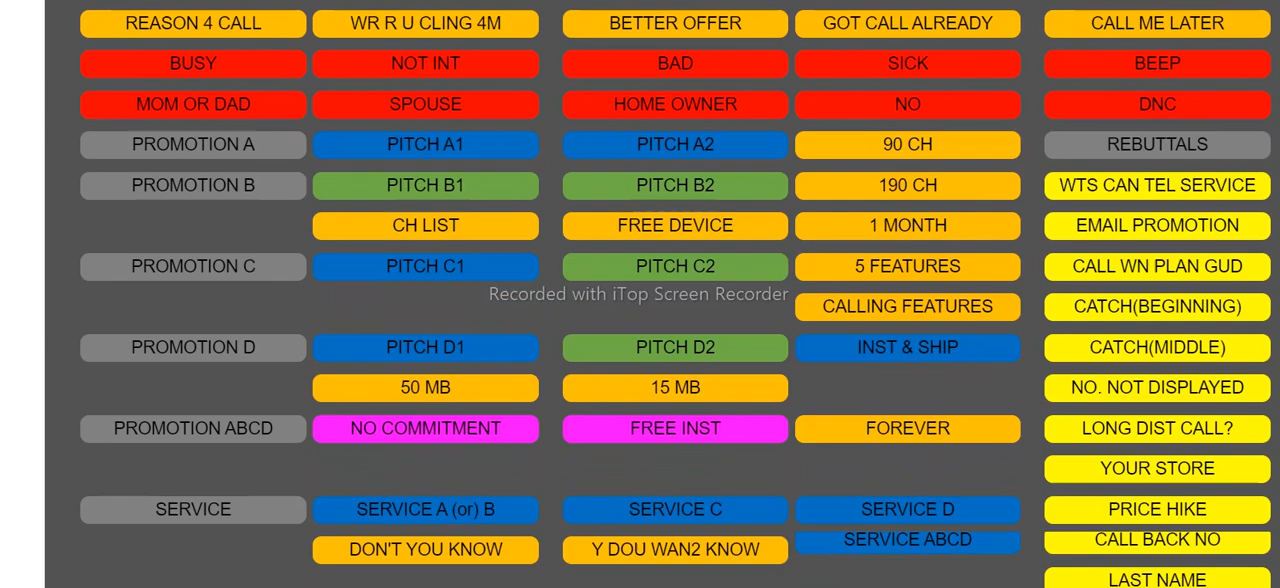 REASON 4 CALL WR R U CLING 4M BETTER OFFER GOT CALL ALREADY CALL ME LATER
BUSY NOT INT BAD SICK BEEP
MOM OR DAD SPOUSE HOME OWNER NO DNC
PROMOTION A PITCH A1 PITCH A2 90 CH REBUTTALS
PROMOTION B PITCH B1 PITCH B2 190 CH WTS CAN TEL SERVICE
CH LIST FREE DEVICE 1 MONTH EMAIL PROMOTION
PROMOTION C PITCH C1 PITCH C2 5 FEATURES CALL WN PLAN GUD
Recorded with iTop Screen Recorder
CALLING FEATURES CATCH(BEGINNING)
PROMOTION D PITCH D1 PITCH D2 INST & SHIP CATCH(MIDDLE)
50 MB 15 MB NO. NOT DISPLAYED
PROMOTION ABCD NO COMMITMENT FREE INST FOREVER LONG DIST CALL?
YOUR STORE
SERVICE SERVICE A (or) B SERVICE C SERVICE D PRICE HIKE
SERVICE ABCD CALL BACK NO
DON'T YOU KNOW Y DOU WAN2 KNOW
LAST NAME